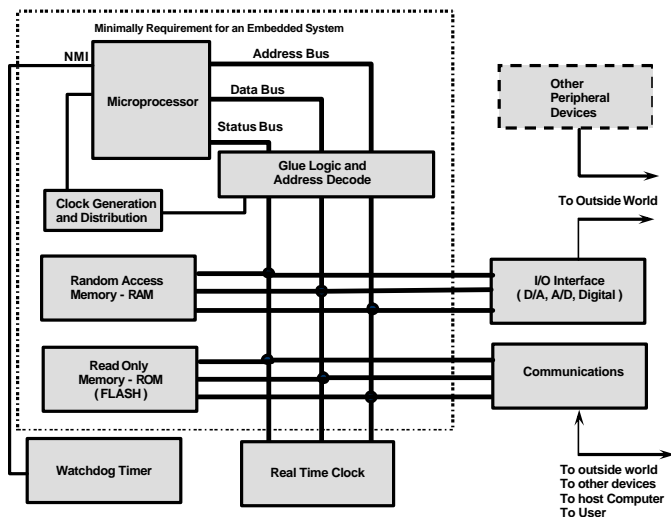 Minimally Requirement for an Embedded System
NMI
Address Bus
Microprocessor
Data Bus
Status Bus
Other
Peripheral
Devices
Glue Logic and
Address Decode
Clock Generation
and Distribution
To Outside World
Random Access
Memory - RAM
I/O Interface
( D/A, A/D, Digital )
Read Only
Memory - ROM
( FLASH )
Communications
Watchdog Timer
Real Time Clock
To outside world
To other devices
To host Computer
To User